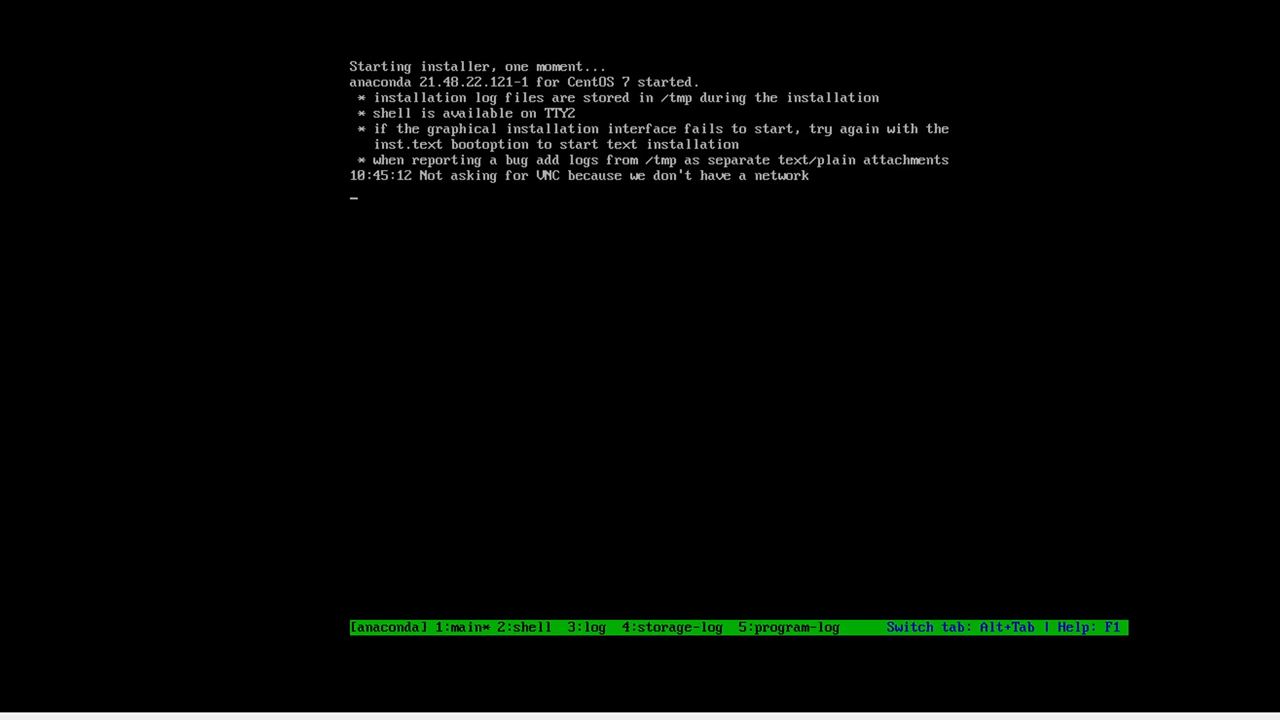 Starting installer, one moment...
anaconda 21.48.22.121-1 for CentOS 7 started.
* installation log files are stored in /tmp during the installation
* shell is available on TTY2
* if the graphical installation interface fails to start, try again with the
inst.text bootoption to start text installation
* when reporting a bug add logs from /tmp as separate text/plain attachments
10:45:12 Not asking for VNC because we don't have a network
[anaconda] 1:main* 2:shell 3:log 4:storage-log 5:program-log Switch tab: Alt+Tab | Help: F1